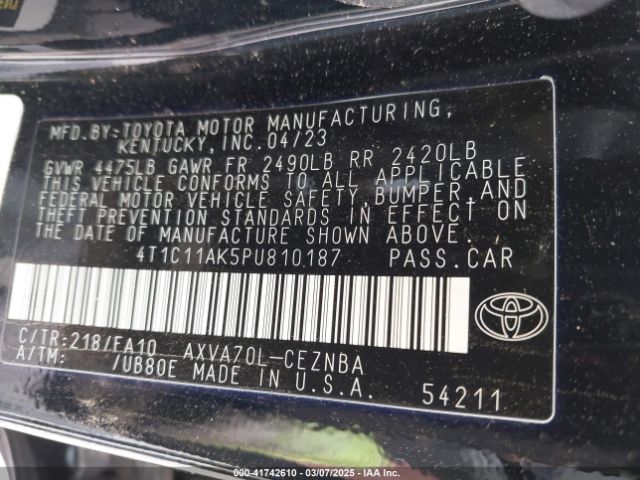 MFD.BY:TOYOTA MOTOR MANUFACTURING,
KENTUCKY, INC. 04/23
GVWR 4475LB GAWR FR 2490LB RR 2420LB
THIS VEHICLE CONFORMS TO ALL APPLICABLE
FEDERAL MOTOR VEHICLE SAFETY,BUMPER,AND
THEFT PREVENTION STANDARDS IN EFFECT ON
THE DATE OF MANUFACTURE SHOWN ABOVE.
4T1C11AK5PU810187 PASS.CAR
C/TR:218/FA10 AXVA70L-CEZNBA
A/TM: /UB80E MADE IN U.S.A.
54211
000-41742610 - 03/07/2025 - IAA Inc.